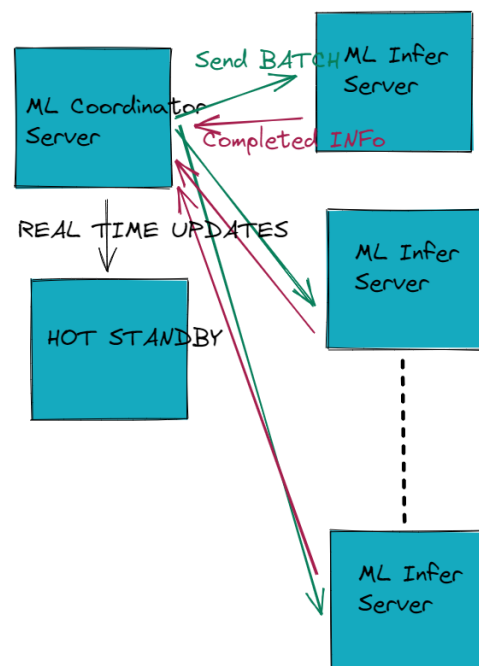 Send BATCH
ML Infer
Server
ML Coordinator
Server
Completed INFo
REAL TIME UPDATES
ML Infer
Server
HOT STANDBY
ML Infer
Server